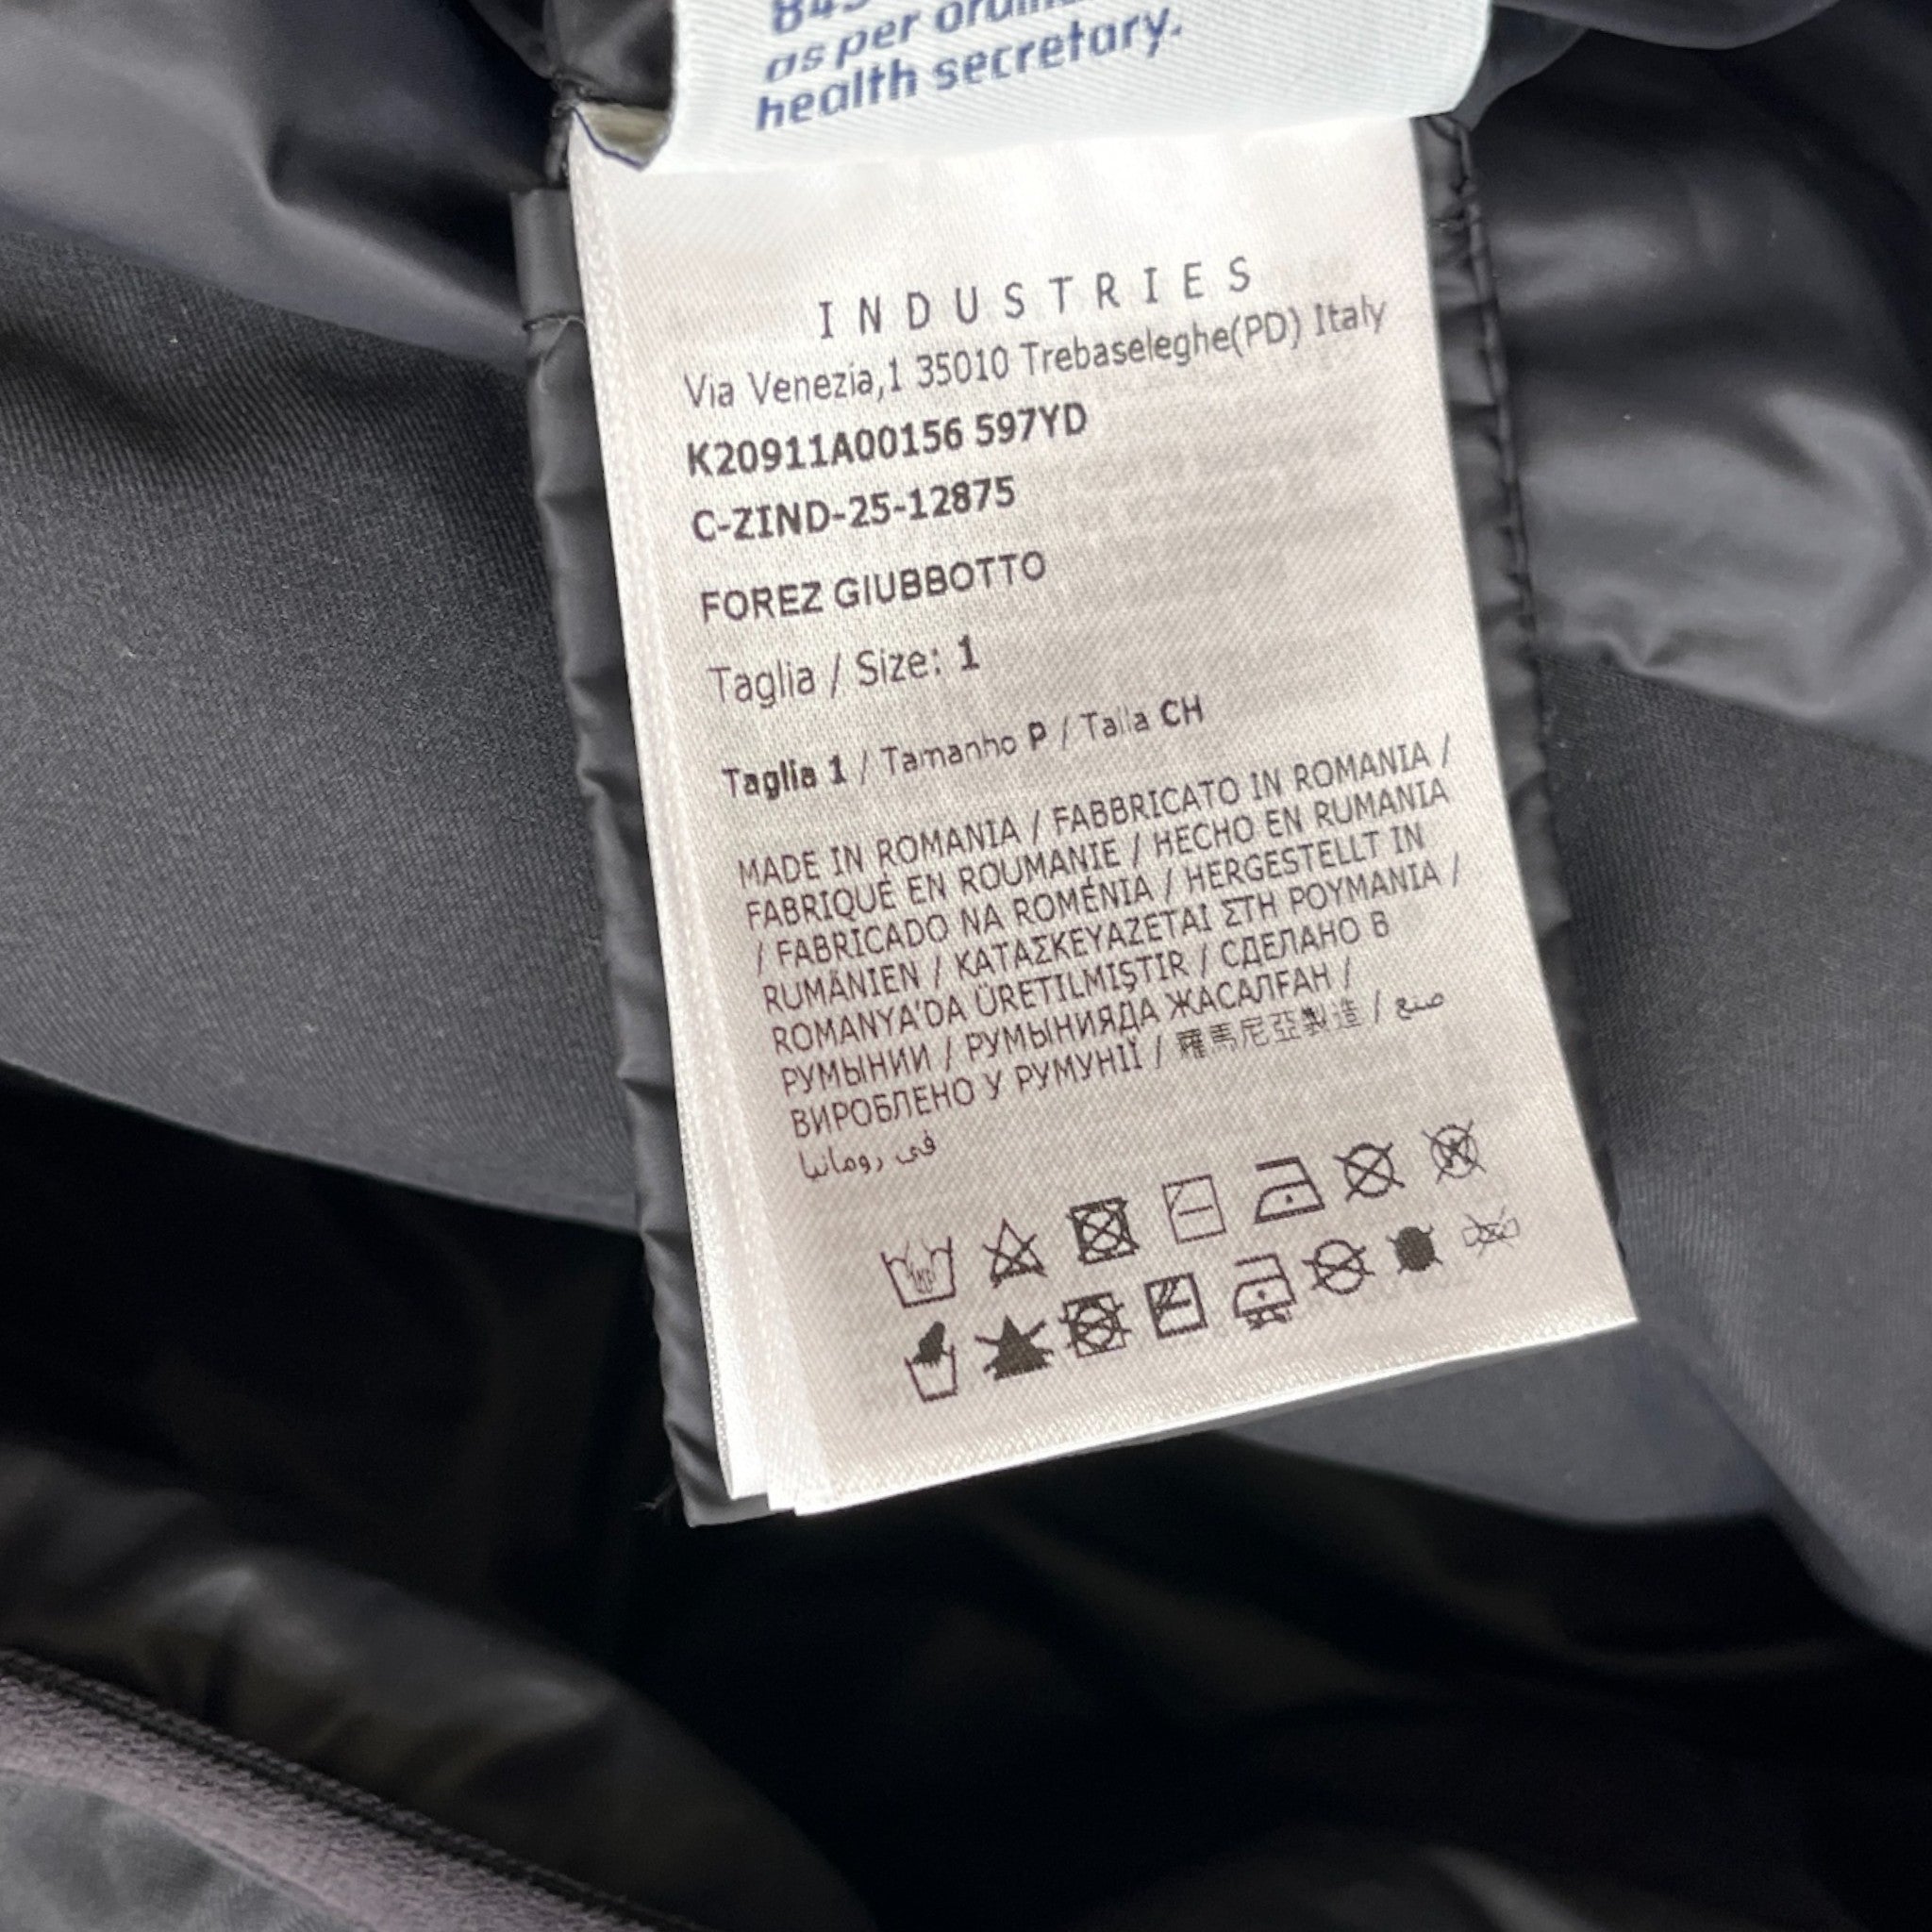 as per
health secretary.
INDUSTRIES
Via Venezia,1 35010 Trebaseleghe(PD) Italy
K20911A00156 597YD
C-ZIND-25-12875
FOREZ GIUBBOTTO
Taglia / Size: 1
Taglia 1 / Tamanho P / Talla CH
MADE IN ROMANIA / FABBRICATO IN ROMANIA /
FABRIQUÉ EN ROUMANIE / HECHO EN RUMANIA
/ FABRICADO NA ROMÉNIA / HERGESTELLT IN
RUMÄNIEN / ΚΑΤΑΣΚΕΥΑΖΕΤΑΙ ΣΤΗ ΡΟΥΜΑΝΙΑ /
ROMANYA'DA ÜRETILMIŞTIR / СДЕЛАНО В
РУМЫНИИ / РУМЫНИЯДА ЖАСАЛҒАН /
ВИРОБЛЕНО У РУМУНІЇ / 羅馬尼亞製造 / صنع
في رومانيا